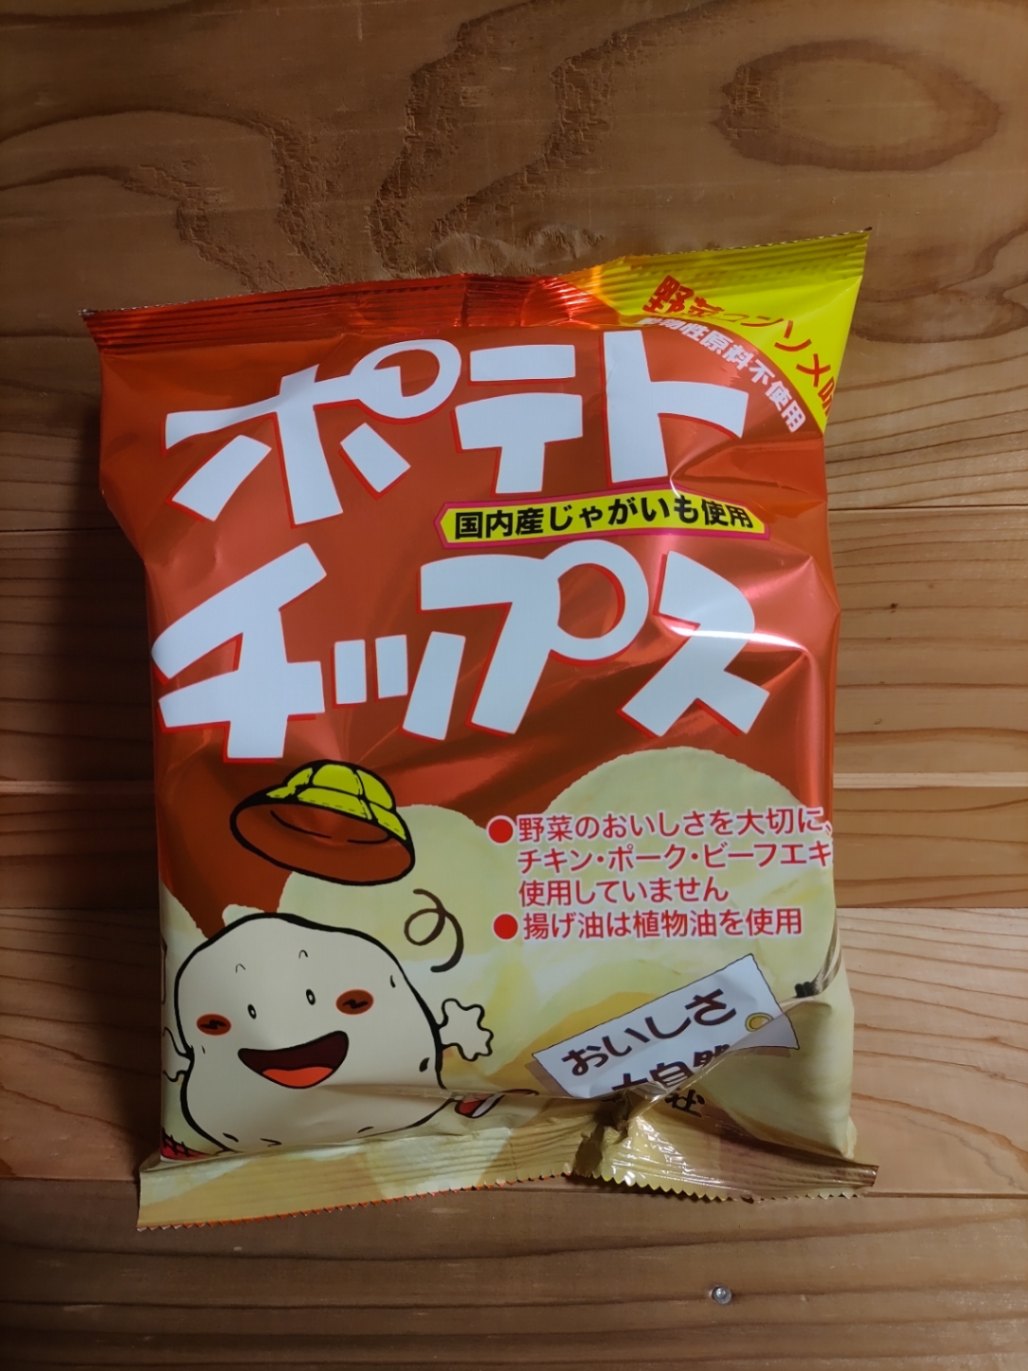 野菜コンソメ味
動物性原料不使用
ポテト
国内産じゃがいも使用
チップス
●野菜のおいしさを大切に、
チキン・ポーク・ビーフエキ
使用していません
●揚げ油は植物油を使用
おいしさ